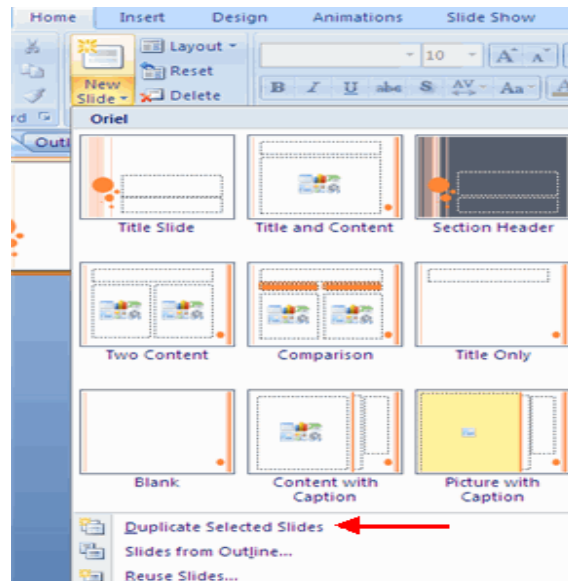 Home Insert Design Animations Slide Show
Layout
10 A A
Reset
New
Slide
Delete
B I U abe S AV Aa A
rd
Oriel
Outl
Title Slide Title and Content Section Header
Two Content Comparison Title Only
Blank Content with
Caption Picture with
Caption
Duplicate Selected Slides
Slides from Outline...
Reuse Slides...